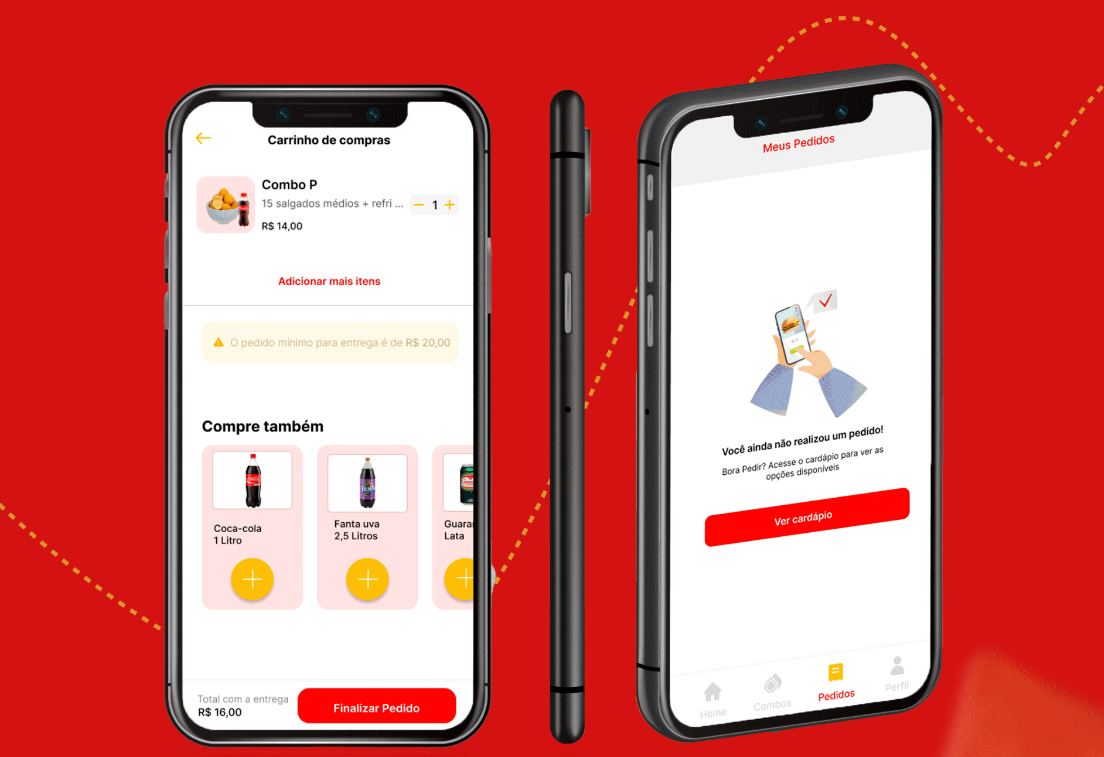 Carrinho de compras
Combo P
15 salgados médios + refri ...
1
R$ 14,00
Adicionar mais itens
O pedido mínimo para entrega é de R$ 20,00
Compre também
Coca-cola
1 Litro
Fanta uva
2,5 Litros
Guara
Lata
Total com a entrega
R$ 16,00
Finalizar Pedido
Meus Pedidos
Você ainda não realizou um pedido!
Bora Pedir? Acesse o cardápio para ver as
opções disponíveis
Ver cardápio
Home
Combos
Pedidos
Perfil